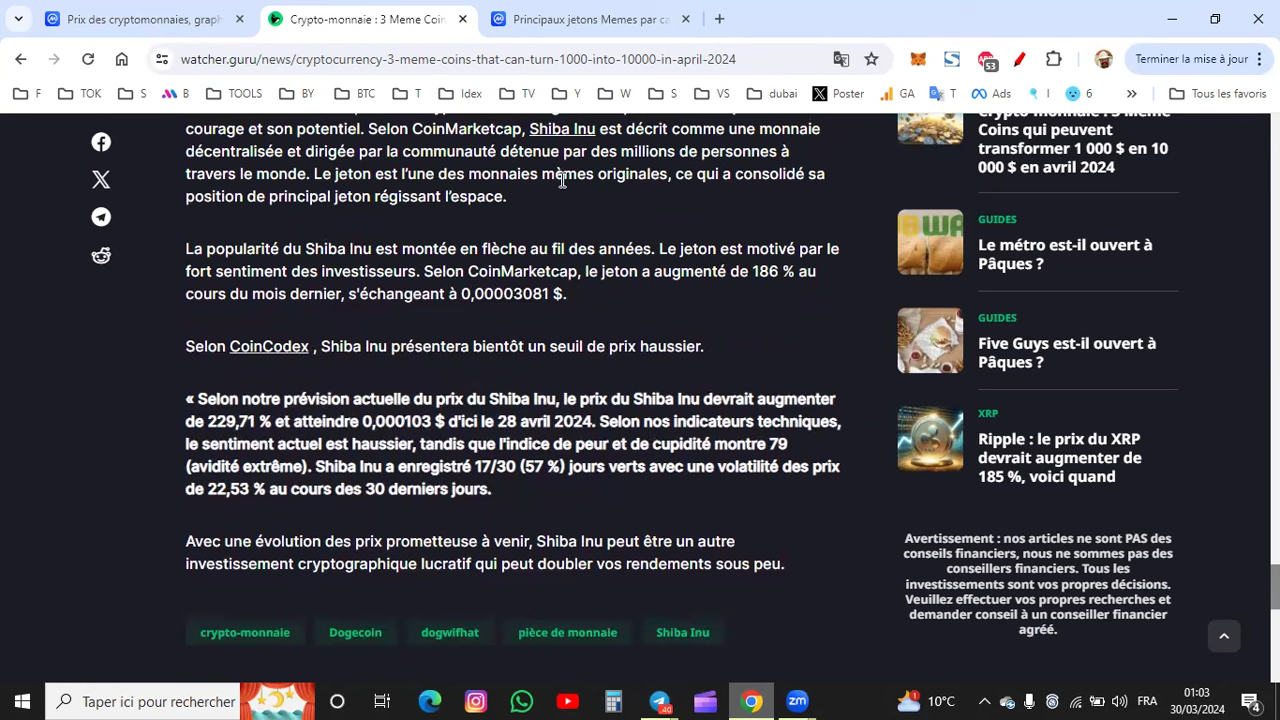 Prix des cryptomonnaies, graph
Crypto-monnaie : 3 Meme Coin
Principaux jetons Memes par ca
watcher.guru/news/cryptocurrency-3-meme-coins-that-can-turn-1000-into-10000-in-april-2024
53
Terminer la mise à jour
F
TOK
S
B
TOOLS
BY
BTC
T
Idex
TV
Y
W
S
VS
dubai
Poster
GA
T
Ads
I
6
Tous les favoris
courage et son potentiel. Selon CoinMarketcap, Shiba Inu est décrit comme une monnaie
décentralisée et dirigée par la communauté détenue par des millions de personnes à
travers le monde. Le jeton est l'une des monnaies mèmes originales, ce qui a consolidé sa
position de principal jeton régissant l'espace.
La popularité du Shiba Inu est montée en flèche au fil des années. Le jeton est motivé par le
fort sentiment des investisseurs. Selon CoinMarketcap, le jeton a augmenté de 186 % au
cours du mois dernier, s'échangeant à 0,00003081 $.
Selon CoinCodex , Shiba Inu présentera bientôt un seuil de prix haussier.
« Selon notre prévision actuelle du prix du Shiba Inu, le prix du Shiba Inu devrait augmenter
de 229,71 % et atteindre 0,000103 $ d'ici le 28 avril 2024. Selon nos indicateurs techniques,
le sentiment actuel est haussier, tandis que l'indice de peur et de cupidité montre 79
(avidité extrême). Shiba Inu a enregistré 17/30 (57 %) jours verts avec une volatilité des prix
de 22,53 % au cours des 30 derniers jours.
Avec une évolution des prix prometteuse à venir, Shiba Inu peut être un autre
investissement cryptographique lucratif qui peut doubler vos rendements sous peu.
crypto-monnaie
Dogecoin
dogwifhat
pièce de monnaie
Shiba Inu
Crypto-monnaie : 3 Meme
Coins qui peuvent
transformer 1 000 $ en 10
000 $ en avril 2024
GUIDES
Le métro est-il ouvert à
Pâques ?
GUIDES
Five Guys est-il ouvert à
Pâques ?
XRP
Ripple : le prix du XRP
devrait augmenter de
185 %, voici quand
Avertissement : nos articles ne sont PAS des
conseils financiers, nous ne sommes pas des
conseillers financiers. Tous les
investissements sont vos propres décisions.
Veuillez effectuer vos propres recherches et
demander conseil à un conseiller financier
agréé.
Taper ici pour rechercher
40
zm
1
10°C
FRA
01:03
30/03/2024
4